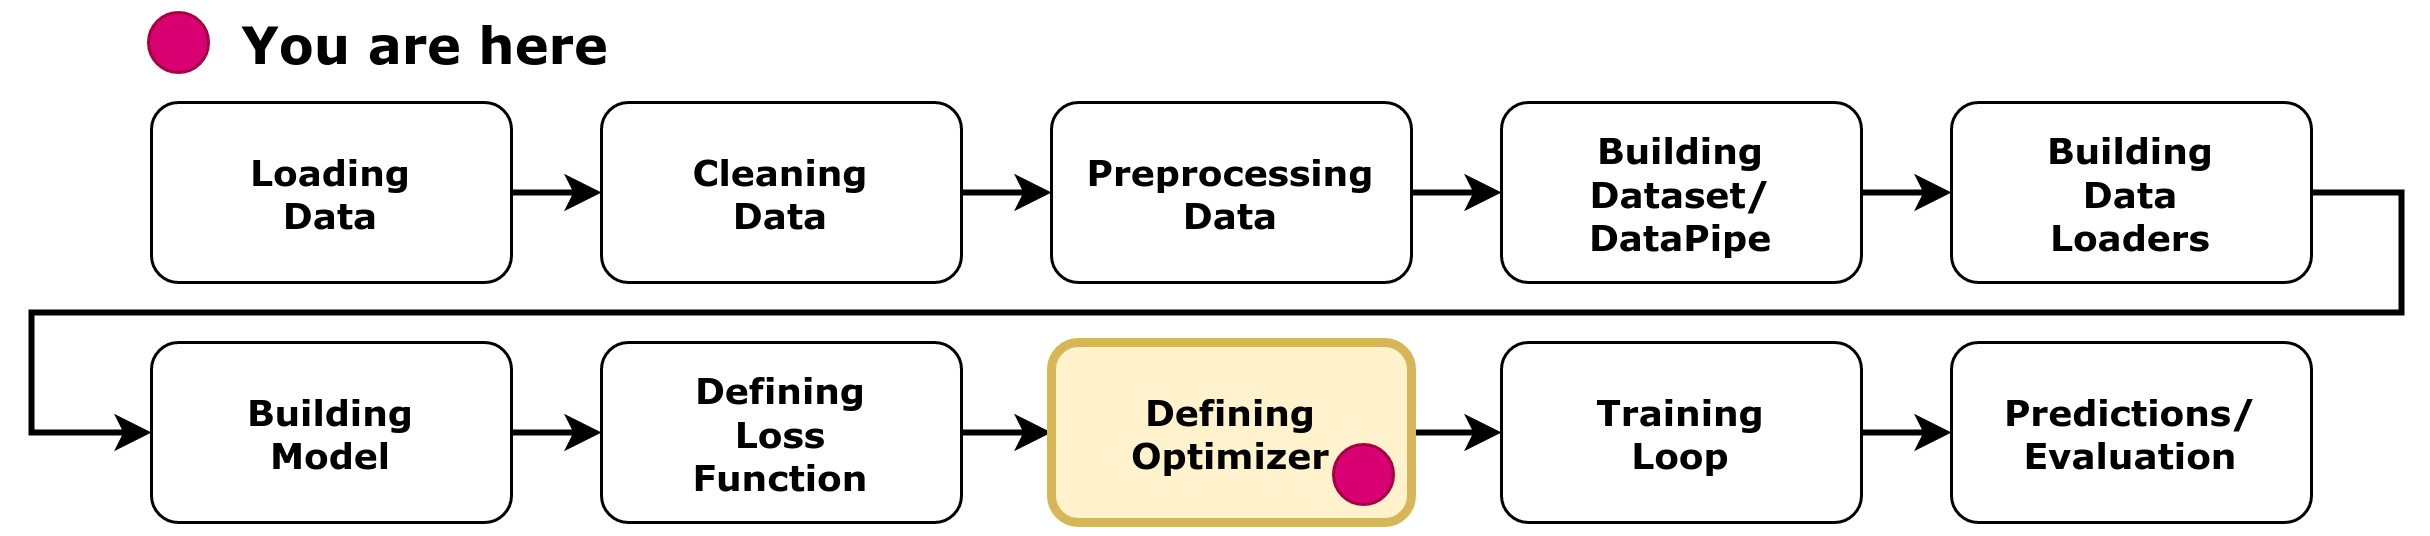 You are here
Loading
Data
Cleaning
Data
Preprocessing
Data
Building
Dataset/
DataPipe
Building
Data
Loaders
Building
Model
Defining
Loss
Function
Defining
Optimizer
Training
Loop
Predictions/
Evaluation